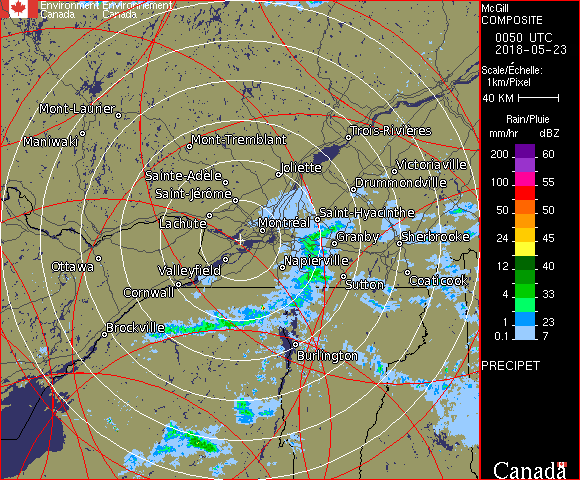 Environment Environnement
Canada Canada
McGill
COMPOSITE
0050 UTC
2018-05-23
Scale/Échelle:
1km/Pixel
40 KM
Rain/Pluie
mm/hr dBZ
200 60
100 55
50 50
24 45
12 40
4 33
1 23
0.1 7
PRECIPET
Canada
Mont-Laurier
Maniwaki
Mont-Tremblant
Trois-Rivières
Joliette
Victoriaville
Sainte-Adèle
Drummondville
Saint-Jérôme
Saint-Hyacinthe
Lachute
Montréal
Granby
Sherbrooke
Ottawa
Valleyfield
Napierville
Sutton
Coaticook
Cornwall
Brockville
Burlington